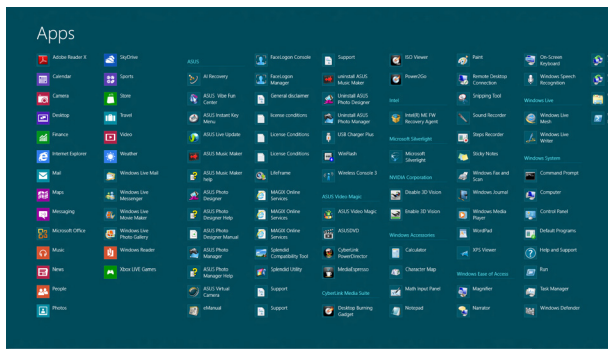 Apps
Adobe Reader X
Calendar
Camera
Desktop
Finance
Internet Explorer
Mail
Maps
Messaging
Microsoft Office
Music
News
People
Photos
SkyDrive
Sports
Store
Travel
Video
Weather
Windows Live Mail
Windows Live
Messenger
Windows Live
Movie Maker
Windows Live
Photo Gallery
Windows Reader
Xbox LIVE Games
ASUS
AI Recovery
ASUS Vibe Fun
Center
ASUS Instant Key
Menu
ASUS Live Update
ASUS Music Maker
ASUS Music Maker
help
ASUS Photo
Designer
ASUS Photo
Designer Help
ASUS Photo
Designer Manual
ASUS Photo
Manager
ASUS Photo
Manager Help
ASUS Virtual
Camera
eManual
FaceLogon Console
FaceLogon
Manager
General disclaimer
license conditions
License Conditions
License Conditions
LifeFrame
MAGIX Online
Services
MAGIX Online
Services
MAGIX Online
Services
Splendid
Compatibility Tool
Splendid Utility
Support
Support
Support
uninstall ASUS
Music Maker
Uninstall ASUS
Photo Designer
Uninstall ASUS
Photo Manager
USB Charger Plus
WinFlash
Wireless Console 3
ASUS Video Magic
ASUS Video Magic
ASUSDVD
CyberLink
PowerDirector
MediaEspresso
CyberLink Media Suite
Desktop Burning
Gadget
ISO Viewer
Power2Go
Intel
Intel(R) ME FW
Recovery Agent
Microsoft Silverlight
Microsoft
Silverlight
NVIDIA Corporation
Disable 3D Vision
Enable 3D Vision
Windows Accessories
Calculator
Character Map
Math Input Panel
Notepad
Paint
Remote Desktop
Connection
Snipping Tool
Sound Recorder
Steps Recorder
Sticky Notes
Windows Fax and
Scan
Windows Journal
Windows Media
Player
WordPad
XPS Viewer
Windows Ease of Access
Magnifier
Narrator
On-Screen
Keyboard
Windows Speech
Recognition
Windows Live
Windows Live
Mesh
Windows Live
Writer
Windows System
Command Prompt
Computer
Control Panel
Default Programs
Help and Support
Run
Task Manager
Windows Defender